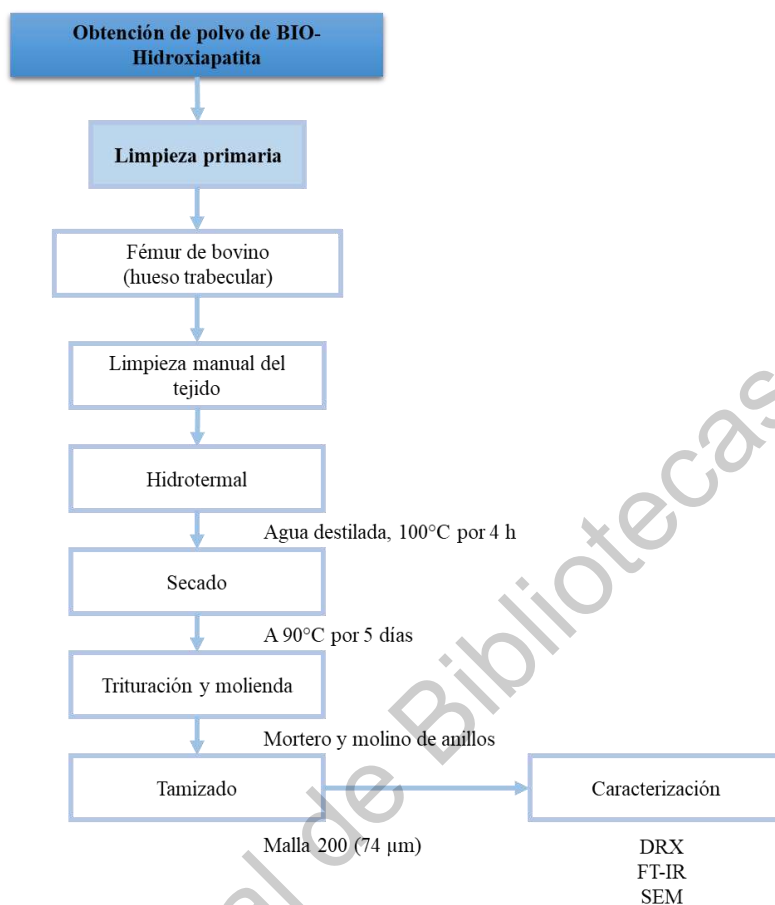 Obtención de polvo de BIO-
Hidroxiapatita
Limpieza primaria
Fémur de bovino
(hueso trabecular)
Limpieza manual del
tejido
Hidrotermal
Agua destilada, 100°C por 4 h
Secado
A 90°C por 5 días
Trituración y molienda
Mortero y molino de anillos
Tamizado
Caracterización
Malla 200 (74 μm)
DRX
FT-IR
SEM
al de Bibliotecas